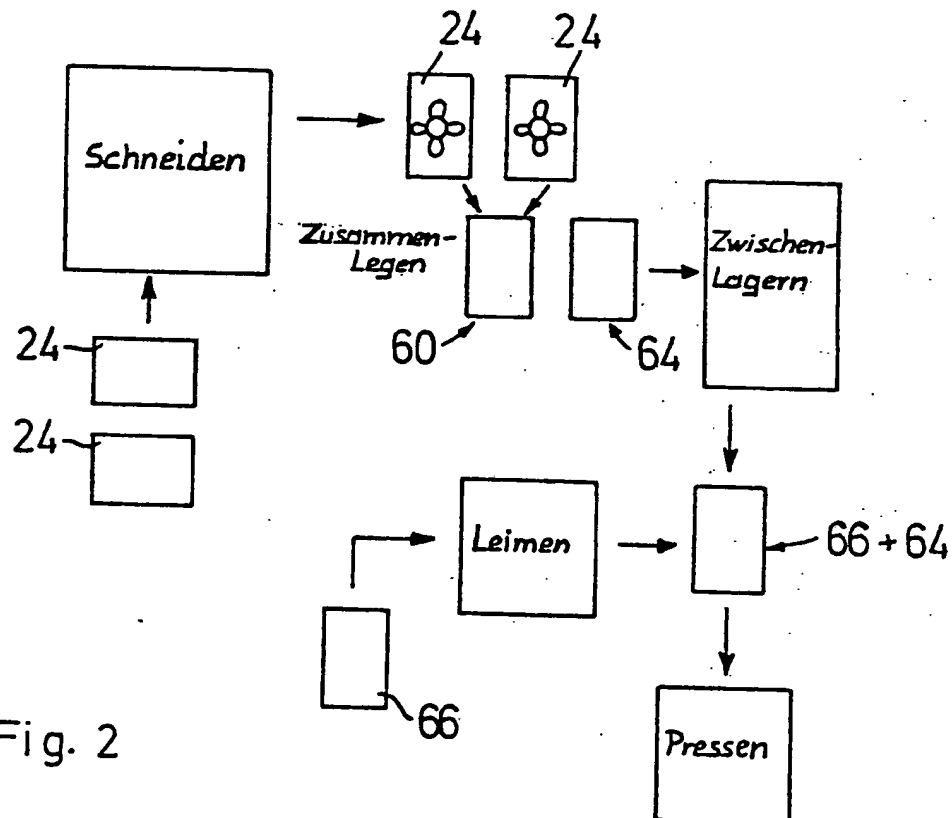 24 24
Schneiden
Zusammen-
Legen
Zwischen-
Lagern
60
64
24
24
Leimen
66 + 64
66
Fig. 2
Pressen